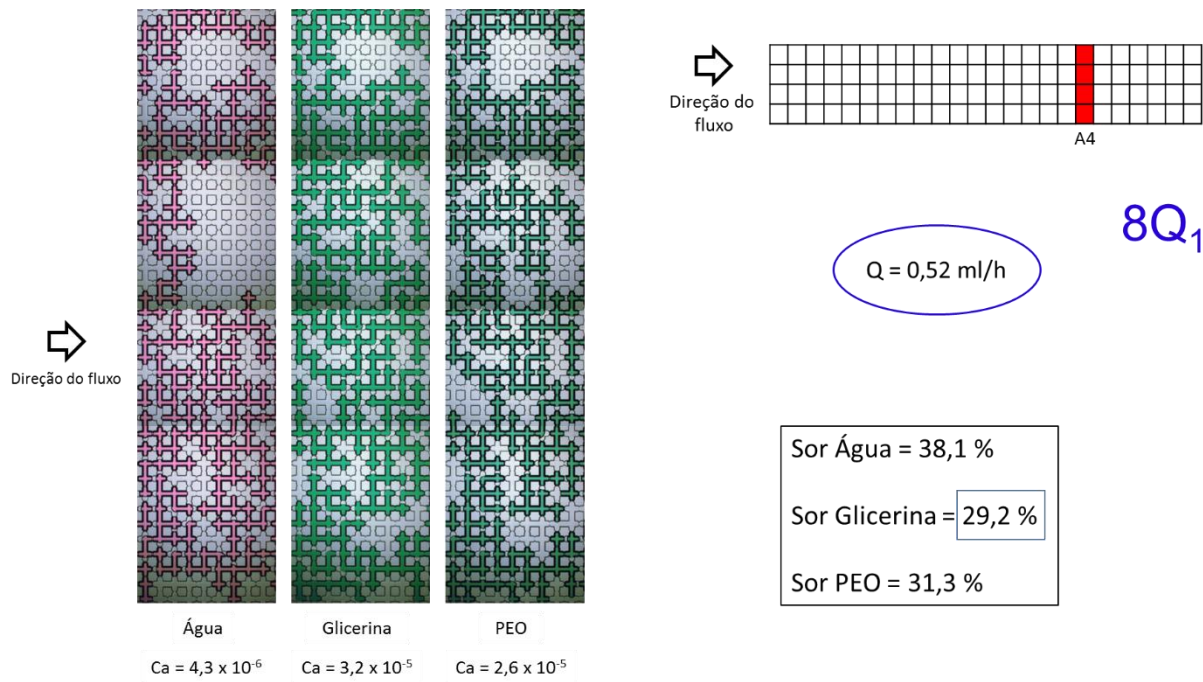 Direção do
fluxo
A4
8Q₁
Q = 0,52 ml/h
Direção do fluxo
Sor Água = 38,1 %
Sor Glicerina = 29,2 %
Sor PEO = 31,3 %
Água
Glicerina
PEO
Ca = 4,3 x 10⁻⁶
Ca = 3,2 x 10⁻⁵
Ca = 2,6 x 10⁻⁵